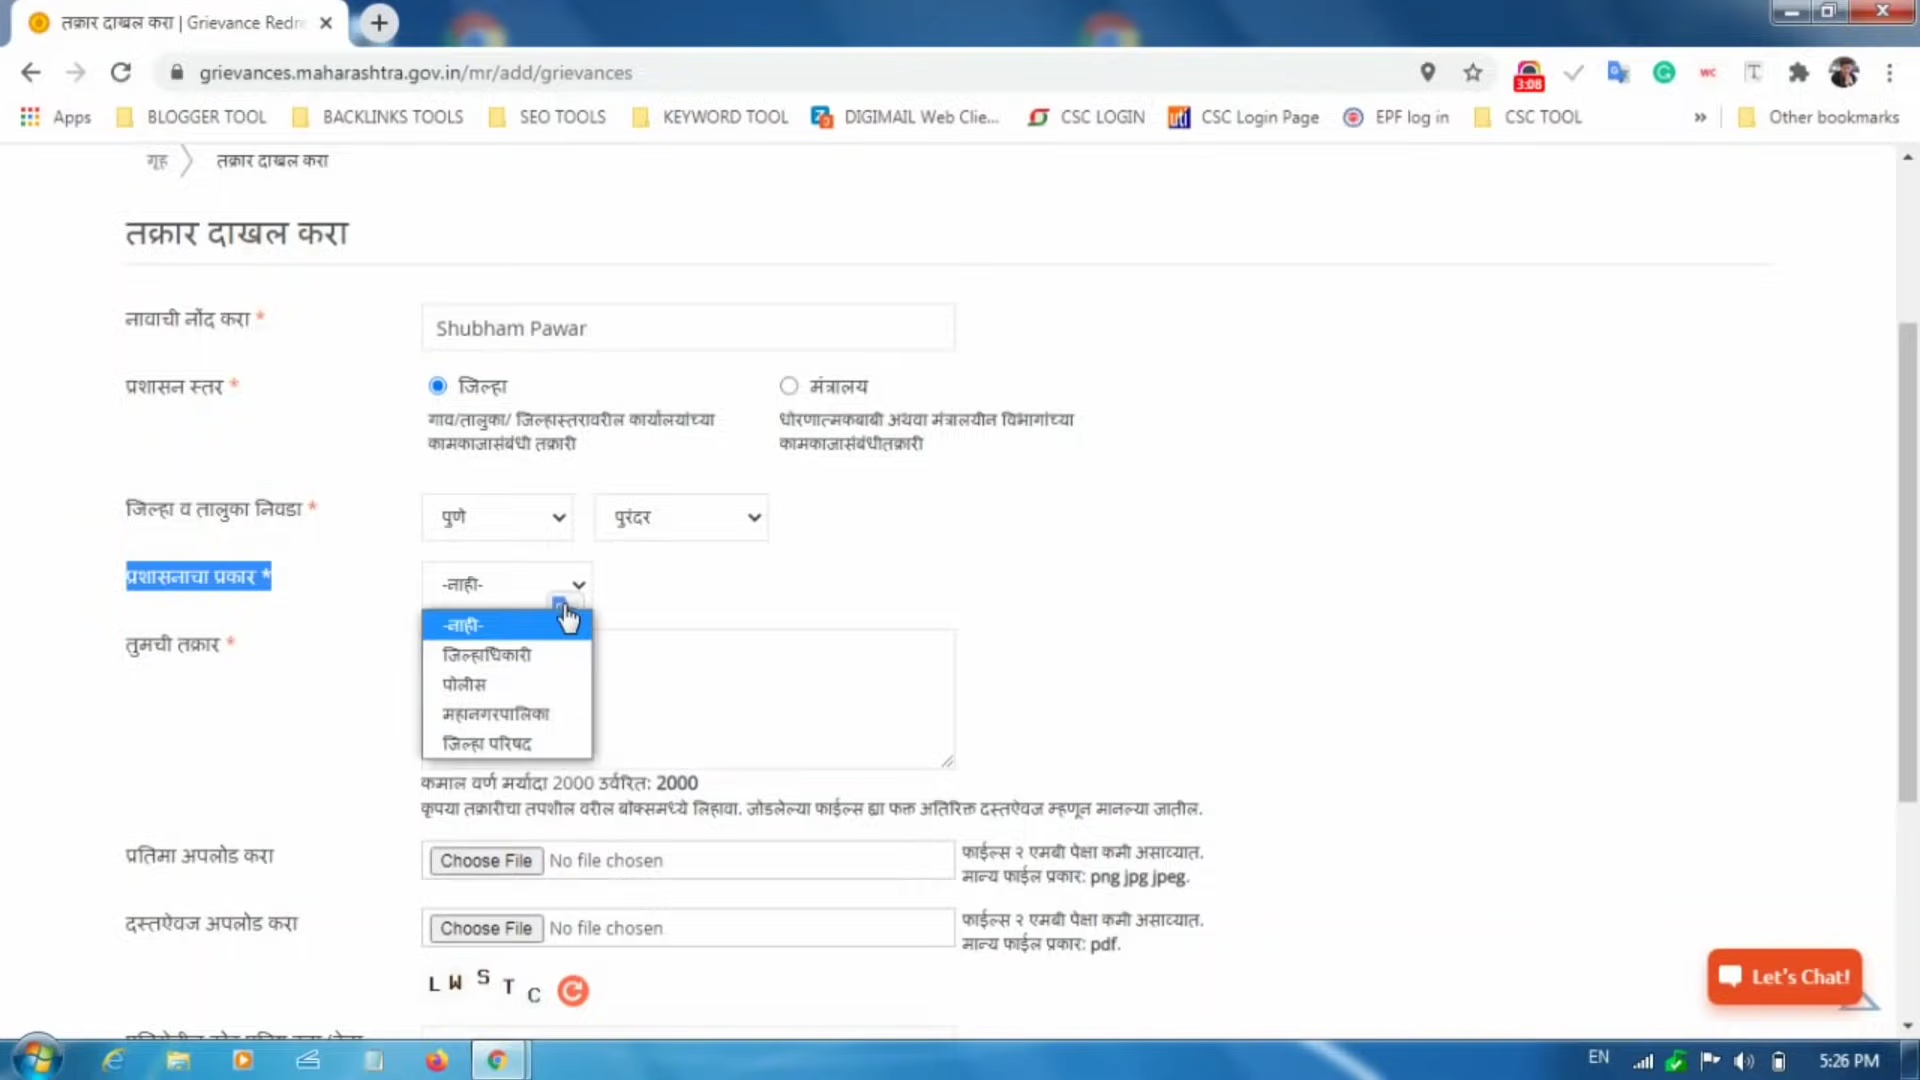 तक्रार दाखल करा | Grievance Redre
grievances.maharashtra.gov.in/mr/add/grievances
3:08
Apps BLOGGER TOOL BACKLINKS TOOLS SEO TOOLS KEYWORD TOOL DIGIMAIL Web Clie... CSC LOGIN CSC Login Page EPF log in CSC TOOL » Other bookmarks
गृह तक्रार दाखल करा
तक्रार दाखल करा
नावाची नोंद करा * Shubham Pawar
प्रशासन स्तर * जिल्हा मंत्रालय
गाव/तालुका/ जिल्हास्तरावरील कार्यालयांच्या
कामकाजासंबंधी तक्रारी
धोरणात्मकबाबी अथवा मंत्रालयीन विभागांच्या
कामकाजासंबंधीतक्रारी
जिल्हा व तालुका निवडा * पुणे पुरंदर
प्रशासनाचा प्रकार * -नाही-
-नाही-
जिल्हाधिकारी
पोलीस
महानगरपालिका
जिल्हा परिषद
तुमची तक्रार *
कमाल वर्ण मर्यादा 2000 उर्वरित: 2000
कृपया तक्रारीचा तपशील वरील बॉक्समध्ये लिहावा. जोडलेल्या फाईल्स ह्या फक्त अतिरिक्त दस्तऐवज म्हणून मानल्या जातील.
प्रतिमा अपलोड करा Choose File No file chosen फाईल्स २ एमबी पेक्षा कमी असाव्यात.
मान्य फाईल प्रकार: png jpg jpeg.
दस्तऐवज अपलोड करा Choose File No file chosen फाईल्स २ एमबी पेक्षा कमी असाव्यात.
मान्य फाईल प्रकार: pdf.
L W S T C
Let's Chat!
EN 5:26 PM